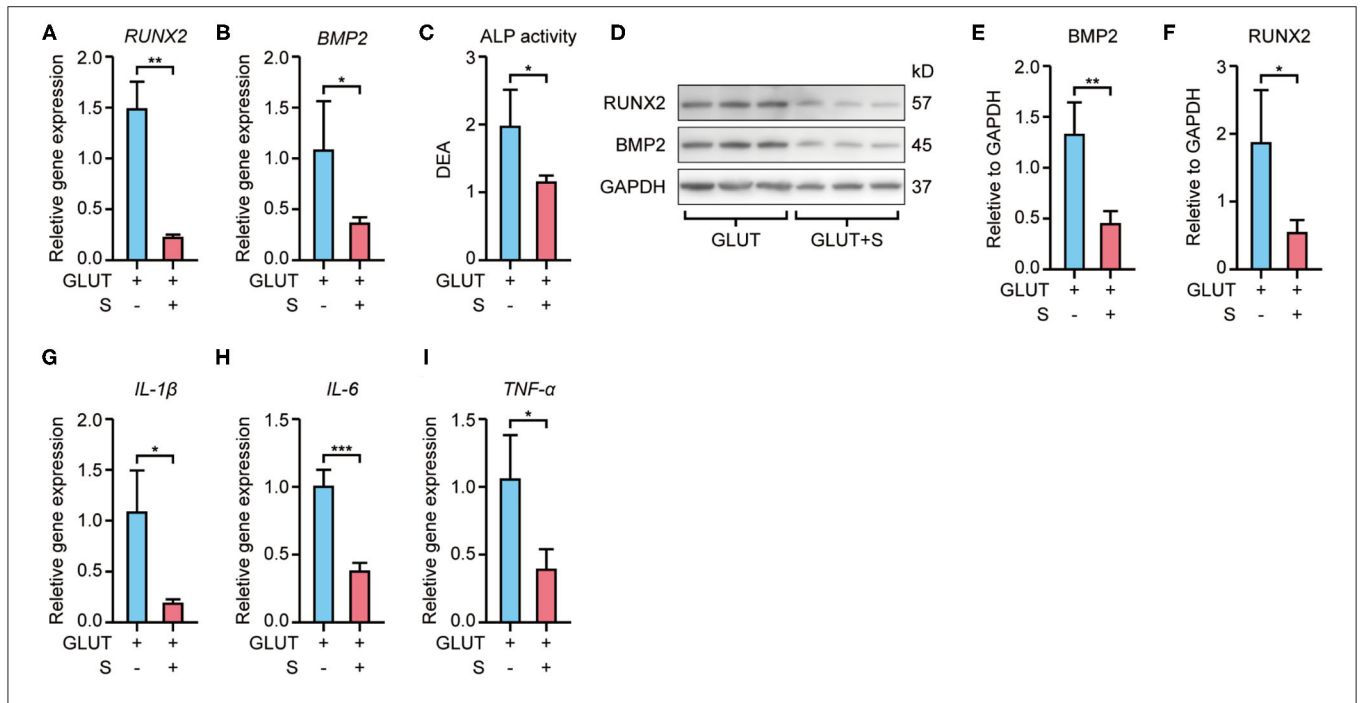 A
RUNX2
Reletive gene expression
2.0
1.5
1.0
0.5
0.0
**
GLUT + +
S - +
B
BMP2
Reletive gene expression
2.0
1.5
1.0
0.5
0.0
*
GLUT + +
S - +
C
ALP activity
DEA
3
2
1
0
*
GLUT + +
S - +
D
kD
RUNX2 57
BMP2 45
GAPDH 37
GLUT GLUT+S
E
BMP2
Reletive to GAPDH
2.0
1.5
1.0
0.5
0.0
**
GLUT + +
S - +
F
RUNX2
Reletive to GAPDH
3
2
1
0
*
GLUT + +
S - +
G
IL-1β
Reletive gene expression
2.0
1.5
1.0
0.5
0.0
*
GLUT + +
S - +
H
IL-6
Reletive gene expression
1.5
1.0
0.5
0.0
***
GLUT + +
S - +
I
TNF-α
Reletive gene expression
1.5
1.0
0.5
0.0
*
GLUT + +
S - +